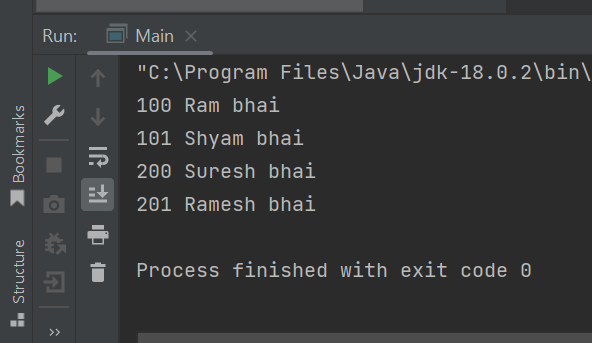 Run: Main
"C:\Program Files\Java\jdk-18.0.2\bin\
100 Ram bhai
101 Shyam bhai
200 Suresh bhai
201 Ramesh bhai
Process finished with exit code 0
Bookmarks
Structure